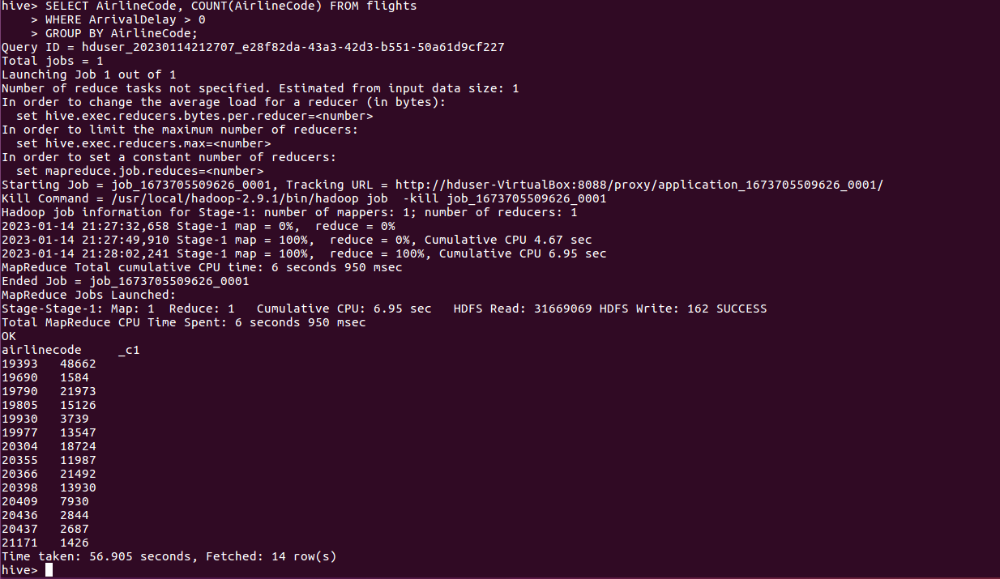 hive> SELECT AirlineCode, COUNT(AirlineCode) FROM flights
    > WHERE ArrivalDelay > 0
    > GROUP BY AirlineCode;
Query ID = hduser_20230114212707_e28f82da-43a3-42d3-b551-50a61d9cf227
Total jobs = 1
Launching Job 1 out of 1
Number of reduce tasks not specified. Estimated from input data size: 1
In order to change the average load for a reducer (in bytes):
  set hive.exec.reducers.bytes.per.reducer=<number>
In order to limit the maximum number of reducers:
  set hive.exec.reducers.max=<number>
In order to set a constant number of reducers:
  set mapreduce.job.reduces=<number>
Starting Job = job_1673705509626_0001, Tracking URL = http://hduser-VirtualBox:8088/proxy/application_1673705509626_0001/
Kill Command = /usr/local/hadoop-2.9.1/bin/hadoop job  -kill job_1673705509626_0001
Hadoop job information for Stage-1: number of mappers: 1; number of reducers: 1
2023-01-14 21:27:32,658 Stage-1 map = 0%,  reduce = 0%
2023-01-14 21:27:49,910 Stage-1 map = 100%,  reduce = 0%, Cumulative CPU 4.67 sec
2023-01-14 21:28:02,241 Stage-1 map = 100%,  reduce = 100%, Cumulative CPU 6.95 sec
MapReduce Total cumulative CPU time: 6 seconds 950 msec
Ended Job = job_1673705509626_0001
MapReduce Jobs Launched:
Stage-Stage-1: Map: 1  Reduce: 1   Cumulative CPU: 6.95 sec   HDFS Read: 31669069 HDFS Write: 162 SUCCESS
Total MapReduce CPU Time Spent: 6 seconds 950 msec
OK
airlinecode     _c1
19393   48662
19690   1584
19790   21973
19805   15126
19930   3739
19977   13547
20304   18724
20355   11987
20366   21492
20398   13930
20409   7930
20436   2844
20437   2687
21171   1426
Time taken: 56.905 seconds, Fetched: 14 row(s)
hive>